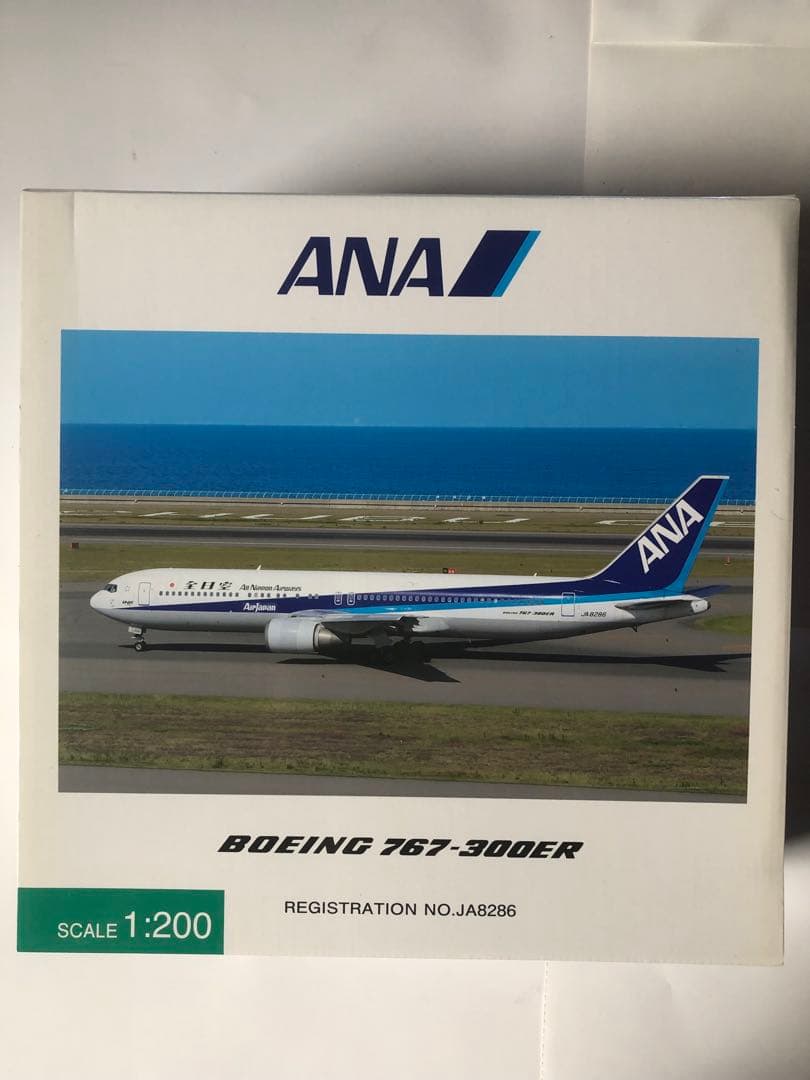 ANA
ANA
全日空 All Nippon Airways
AirJapan
BOEING 767-300ER JA8286
BOEING 767-300ER
REGISTRATION NO.JA8286
SCALE 1:200